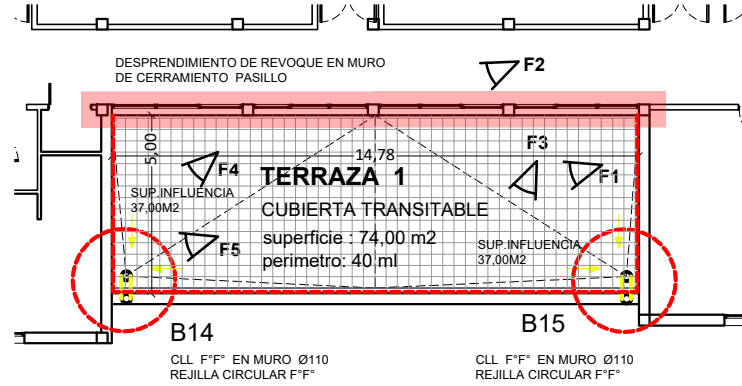 DESPRENDIMIENTO DE REVOQUE EN MURO
DE CERRAMIENTO PASILLO
F2
5,00
14,78
F3
F4
F1
TERRAZA 1
SUP.INFLUENCIA
37,00M2
CUBIERTA TRANSITABLE
superficie : 74,00 m2
perimetro: 40 ml
F5
SUP.INFLUENCIA
37,00M2
B14
B15
CLL F°F° EN MURO Ø110
REJILLA CIRCULAR F°F°
CLL F°F° EN MURO Ø110
REJILLA CIRCULAR F°F°